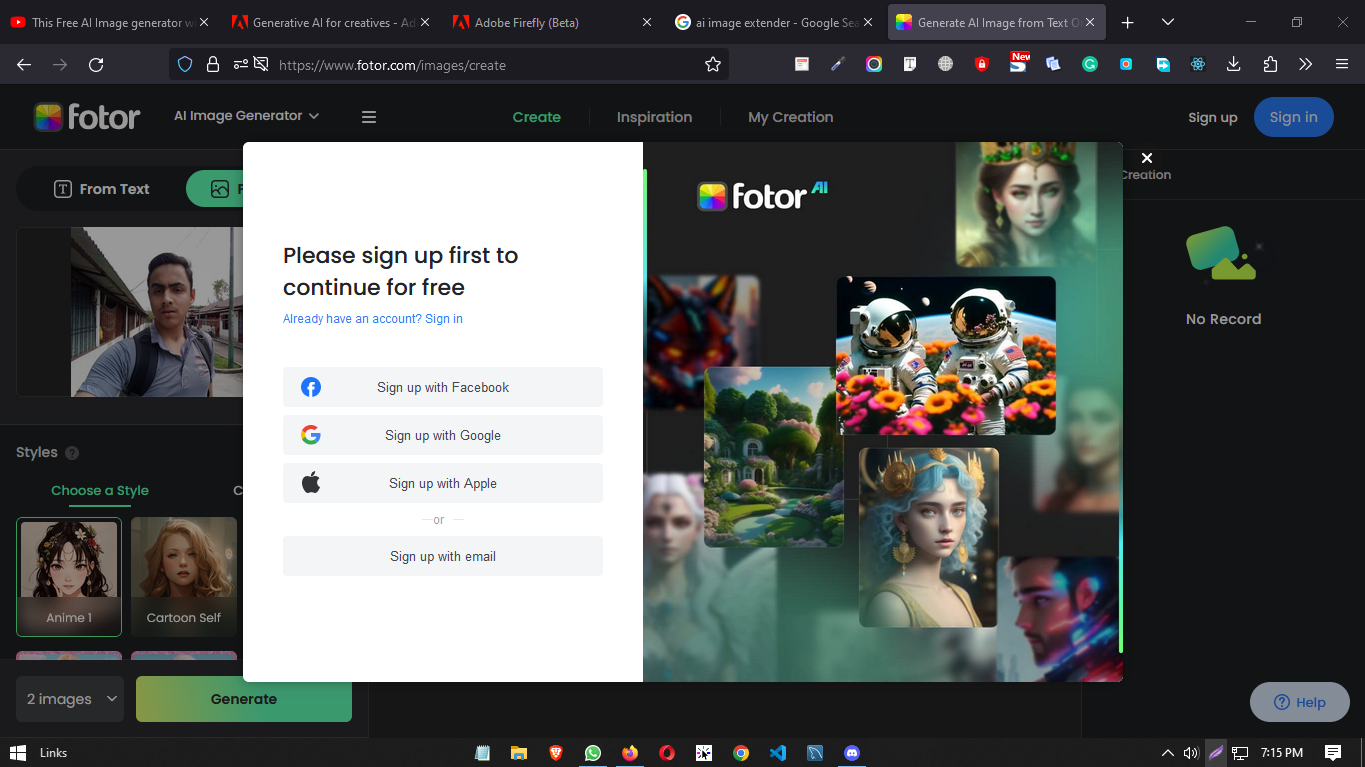 This Free AI Image generator w
Generative AI for creatives - Ad
Adobe Firefly (Beta)
ai image extender - Google Sea
Generate AI Image from Text O
https://www.fotor.com/images/create
New
fotor
AI Image Generator
Create
Inspiration
My Creation
Sign up
Sign in
From Text
F
Creation
Please sign up first to
continue for free
Already have an account? Sign in
Sign up with Facebook
Sign up with Google
Sign up with Apple
or
Sign up with email
fotor AI
No Record
Styles
Choose a Style
C
Anime 1
Cartoon Self
2 images
Generate
Help
Links
7:15 PM